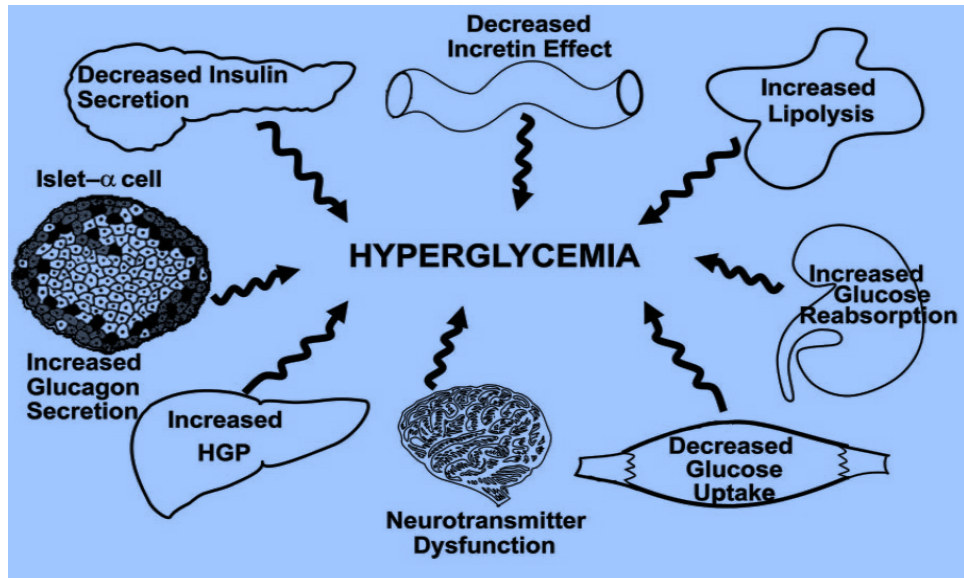 Decreased Insulin
Secretion
Decreased
Incretin Effect
Increased
Lipolysis
Islet–α cell
HYPERGLYCEMIA
Increased
Glucose
Reabsorption
Increased
Glucagon
Secretion
Increased
HGP
Neurotransmitter
Dysfunction
Decreased
Glucose
Uptake